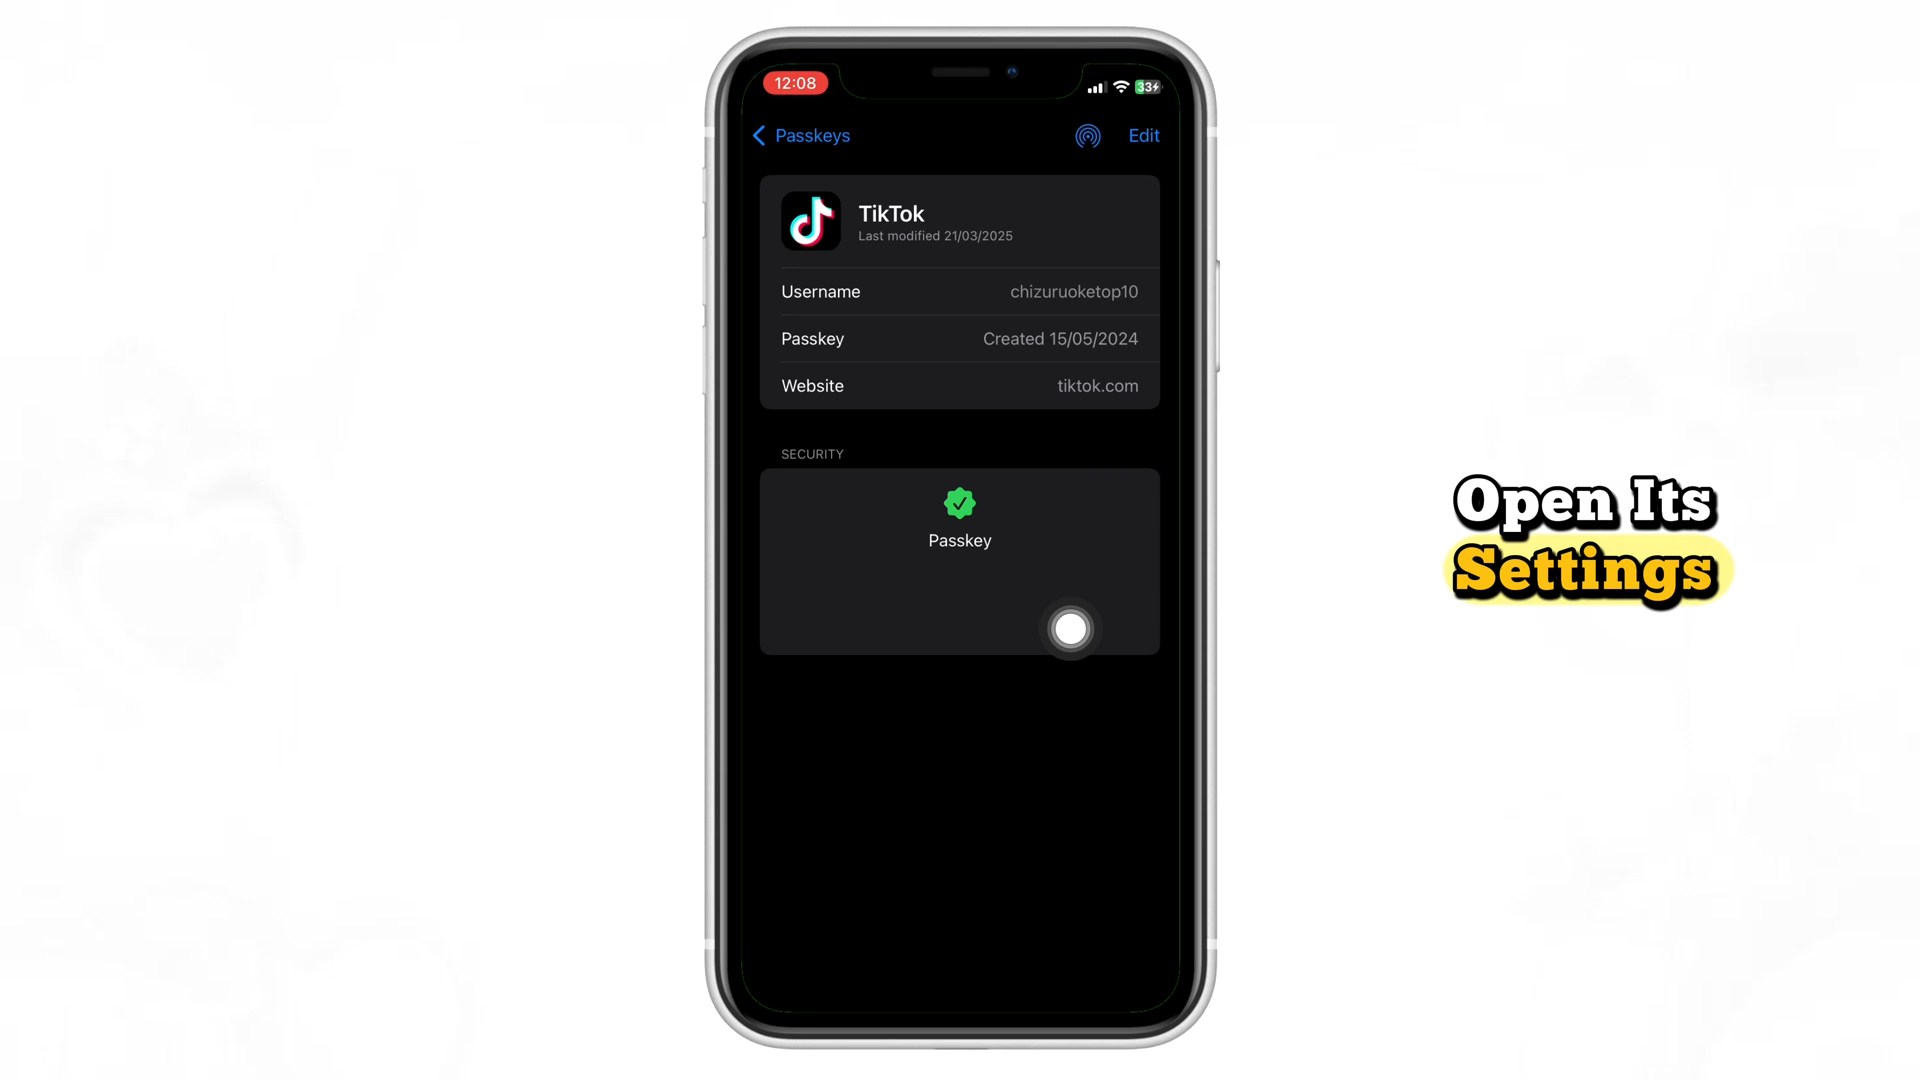 12:08
33
Passkeys
Edit
TikTok
Last modified 21/03/2025
Username chizuruoketop10
Passkey Created 15/05/2024
Website tiktok.com
SECURITY
Passkey
Open Its
Settings